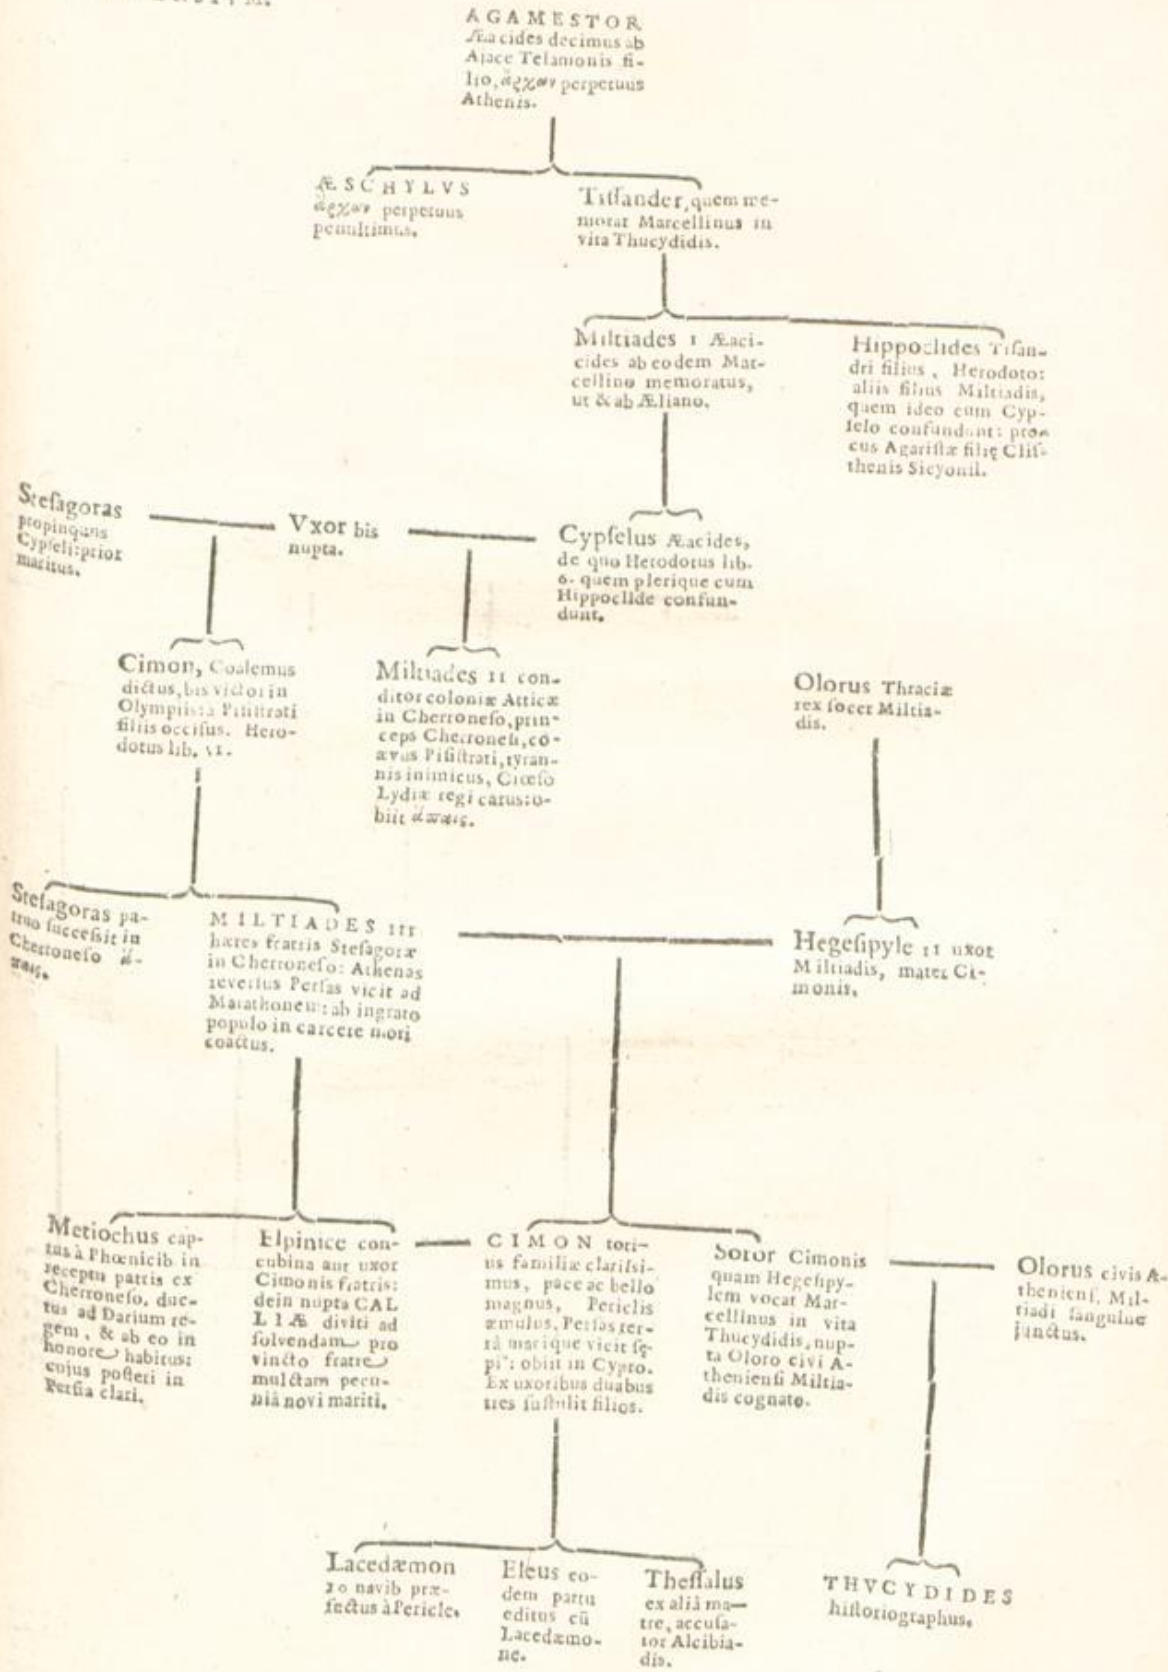 AGAMESTOR
Æacides decimus ab
Ajace Telamonis fi-
lio, ἄρχων perpetuus
Athenis.
ÆSCHYLVS
ἄρχων perpetuus
penultimus.
Tiſſander, quem me-
morat Marcellinus in
vita Thucydidis.
Miltiades I Æaci-
cides ab eodem Mar-
cellino memoratus,
ut & ab Æliano.
Hippoclides Tiſan-
dri filius, Herodoto:
aliis filius Miltiadis,
quem ideo cum Cyp-
ſelo confundunt: pro-
cus Agariſtæ filię Cliſ-
thenis Sicyonii.
Steſagoras
propinquus
Cypſeli: prior
maritus.
Vxor bis
nupta.
Cypſelus Æacides,
de quo Herodotus lib.
6. quem plerique cum
Hippoclide confun-
dunt.
Cimon, Coalemus
dictus, bis victor in
Olympiis: à Piſiſtrati
filiis occiſus. Hero-
dotus lib. VI.
Miltiades II con-
ditor coloniæ Atticæ
in Cherroneſo, prin-
ceps Cherroneſi, co-
ævus Piſiſtrati, tyran-
nis inimicus, Crœſo
Lydiæ regi carus: o-
biit ἄπαις.
Olorus Thraciæ
rex ſocer Miltia-
dis.
Steſagoras pa-
truo ſucceſsit in
Cherroneſo ἄ-
παις.
MILTIADES III
hæres fratris Steſagoræ
in Cherroneſo: Athenas
reverſus Perſas vicit ad
Marathonem: ab ingrato
populo in carcere mori
coactus.
Hegeſipyle II uxor
Miltiadis, mater Ci-
monis.
Metiochus cap-
tus à Phœnicib in
receptu patris ex
Cherroneſo, duc-
tus ad Darium re-
gem, & ab eo in
honore habitus:
cujus poſteri in
Perſia clari.
Elpinice con-
cubina aut uxor
Cimonis fratris:
dein nupta CAL
LIÆ diviti ad
ſolvendam pro
vincto fratre
mulctam pecu-
niâ novi mariti.
CIMON toti-
us familiæ clariſsi-
mus, pace ac bello
magnus, Periclis
æmulus, Perſas ter-
râ marique vicit ſę-
pi': obiit in Cypro.
Ex uxoribus duabus
tres ſuſtulit filios.
Soror Cimonis
quam Hegeſipy-
lem vocat Mar-
cellinus in vita
Thucydidis, nup-
ta Oloro civi A-
thenienſi Miltia-
dis cognato.
Olorus civis A-
thenienſ, Mil-
tiadi ſanguine
junctus.
Lacedæmon
10 navib præ-
fectus à Pericle.
Eleus eo-
dem partu
editus cū
Lacedæmo-
ne.
Theſſalus
ex aliâ ma—
tre, accuſa-
tor Alcibia-
dis.
THVCYDIDES
hiſtoriographus.